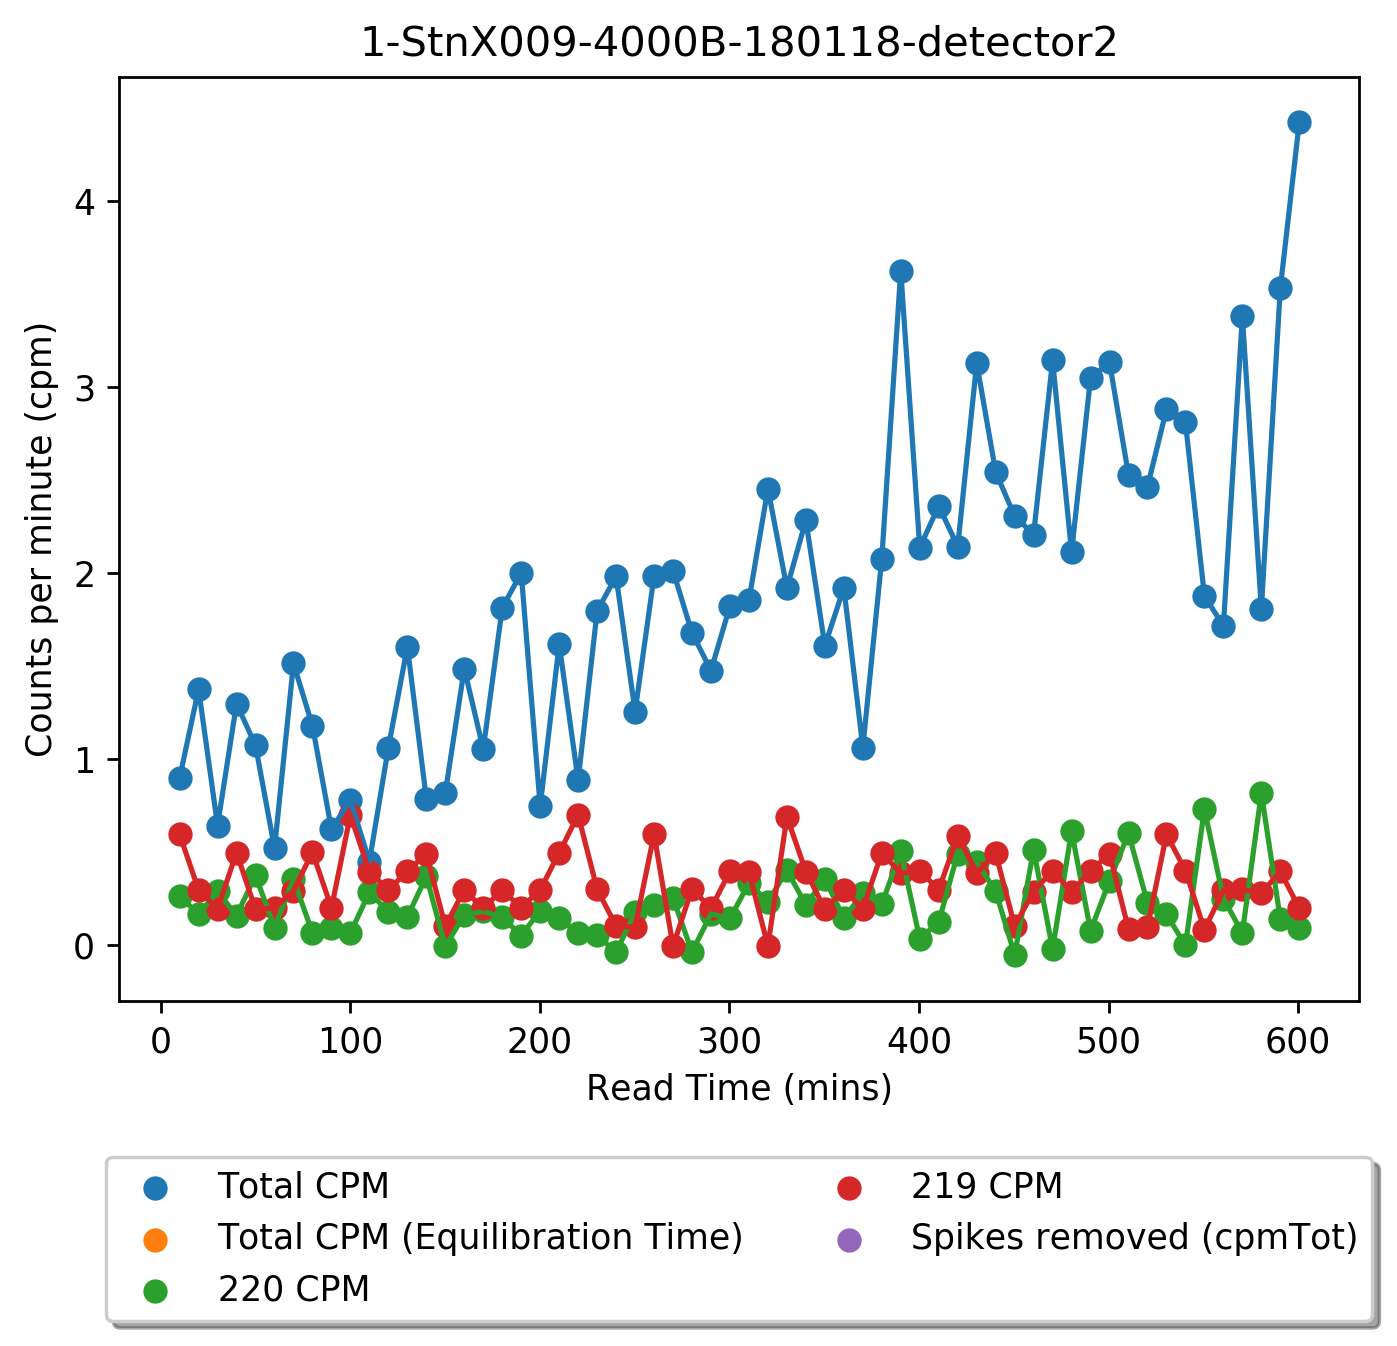 1-StnX009-4000B-180118-detector2
Counts per minute (cpm)
4
3
2
1
0
0 100 200 300 400 500 600
Read Time (mins)
Total CPM
Total CPM (Equilibration Time)
220 CPM
219 CPM
Spikes removed (cpmTot)